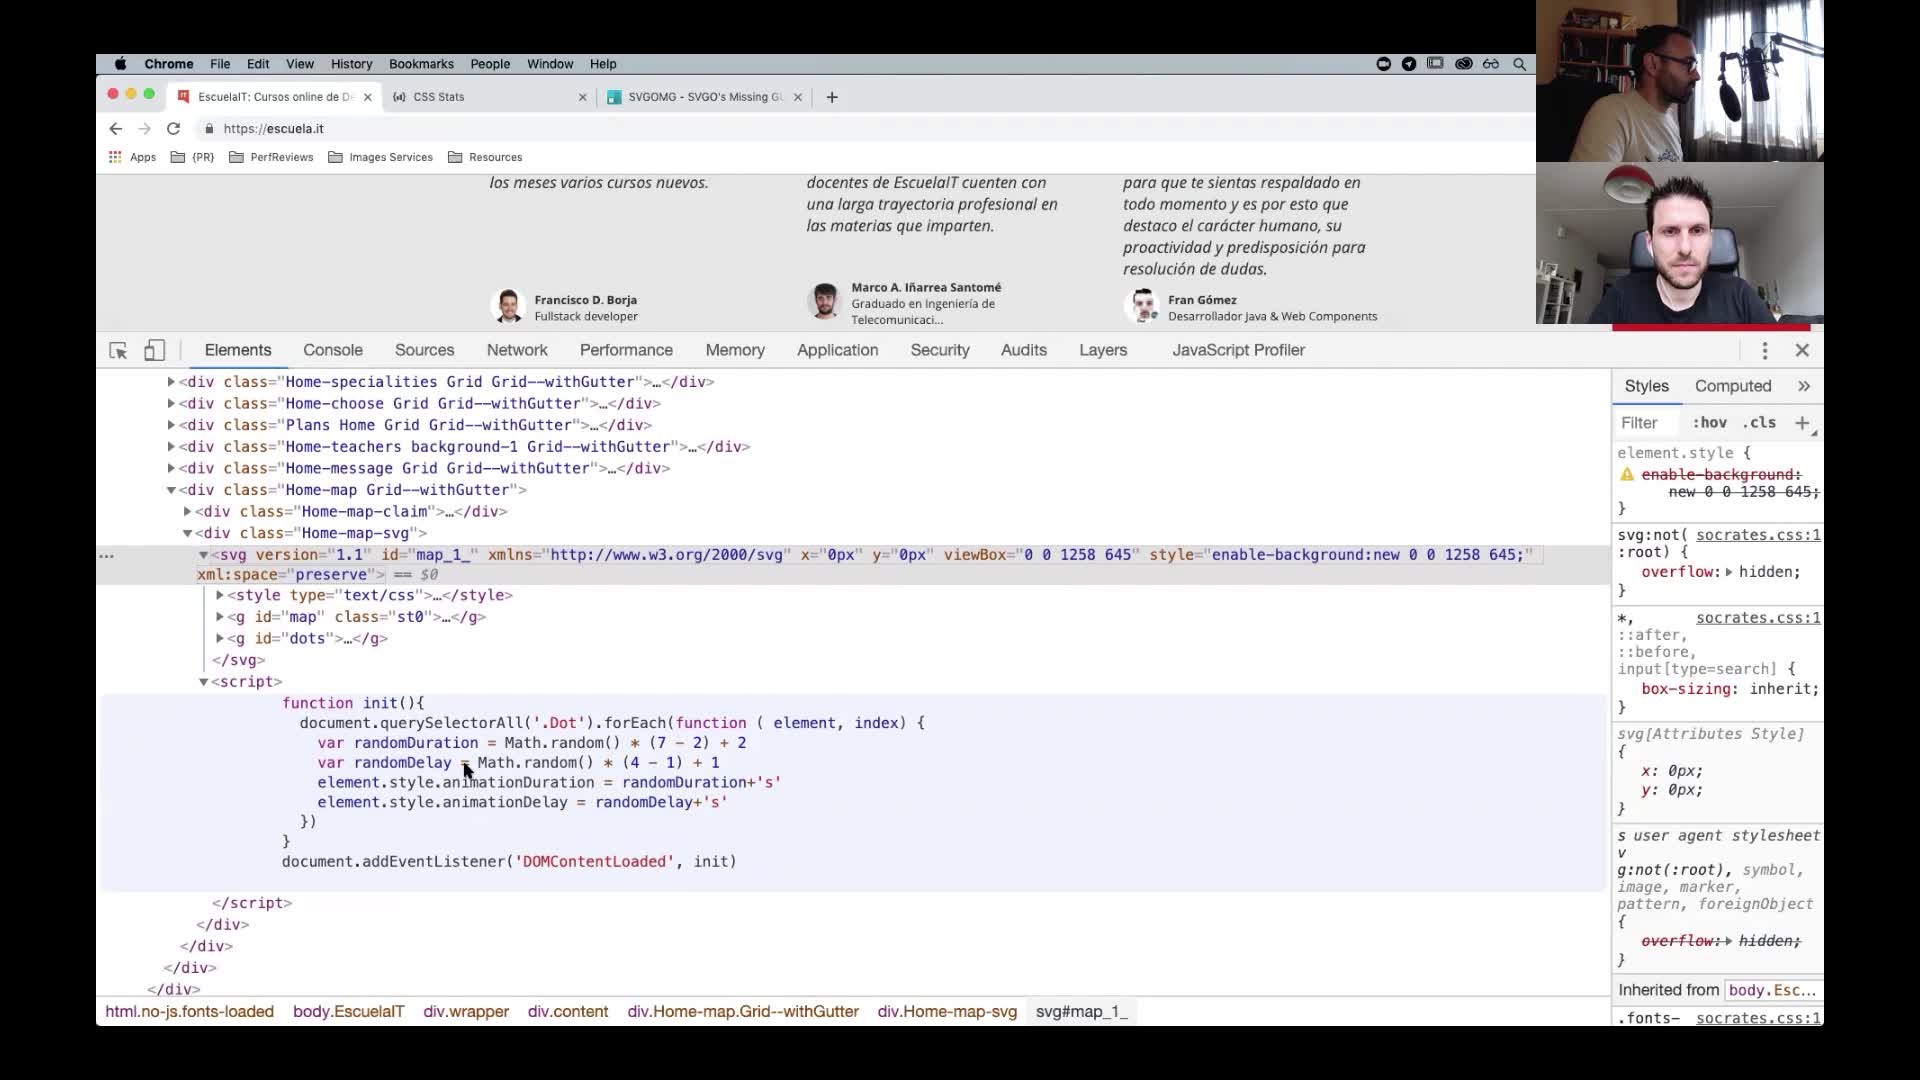 Chrome File Edit View History Bookmarks People Window Help
EscuelaIT: Cursos online de De
CSS Stats
SVGOMG - SVGO's Missing GU
https://escuela.it
Apps {PR} PerfReviews Images Services Resources
los meses varios cursos nuevos.
docentes de EscuelaIT cuenten con
una larga trayectoria profesional en
las materias que imparten.
para que te sientas respaldado en
todo momento y es por esto que
destaco el carácter humano, su
proactividad y predisposición para
resolución de dudas.
Francisco D. Borja
Fullstack developer
Marco A. Iñarrea Santomé
Graduado en Ingeniería de
Telecomunicaci...
Fran Gómez
Desarrollador Java & Web Components
Elements Console Sources Network Performance Memory Application Security Audits Layers JavaScript Profiler
<div class="Home-specialities Grid Grid--withGutter">…</div>
<div class="Home-choose Grid Grid--withGutter">…</div>
<div class="Plans Home Grid Grid--withGutter">…</div>
<div class="Home-teachers background-1 Grid--withGutter">…</div>
<div class="Home-message Grid Grid--withGutter">…</div>
<div class="Home-map Grid--withGutter">
<div class="Home-map-claim">…</div>
<div class="Home-map-svg">
<svg version="1.1" id="map_1_" xmlns="http://www.w3.org/2000/svg" x="0px" y="0px" viewBox="0 0 1258 645" style="enable-background:new 0 0 1258 645;"
xml:space="preserve"> == $0
<style type="text/css">…</style>
<g id="map" class="st0">…</g>
<g id="dots">…</g>
</svg>
<script>
function init(){
document.querySelectorAll('.Dot').forEach(function ( element, index) {
var randomDuration = Math.random() * (7 - 2) + 2
var randomDelay = Math.random() * (4 - 1) + 1
element.style.animationDuration = randomDuration+'s'
element.style.animationDelay = randomDelay+'s'
})
}
document.addEventListener('DOMContentLoaded', init)
</script>
</div>
</div>
</div>
</div>
html.no-js.fonts-loaded body.EscuelaIT div.wrapper div.content div.Home-map.Grid--withGutter div.Home-map-svg svg#map_1_
Styles Computed »
Filter :hov .cls +
element.style {
enable-background:
new 0 0 1258 645;
}
svg:not( socrates.css:1
:root) {
overflow: hidden;
}
*, socrates.css:1
::after,
::before,
input[type=search] {
box-sizing: inherit;
}
svg[Attributes Style]
{
x: 0px;
y: 0px;
}
s user agent stylesheet
v
g:not(:root), symbol,
image, marker,
pattern, foreignObject
{
overflow: hidden;
}
Inherited from body.Esc…
.fonts- socrates.css:1